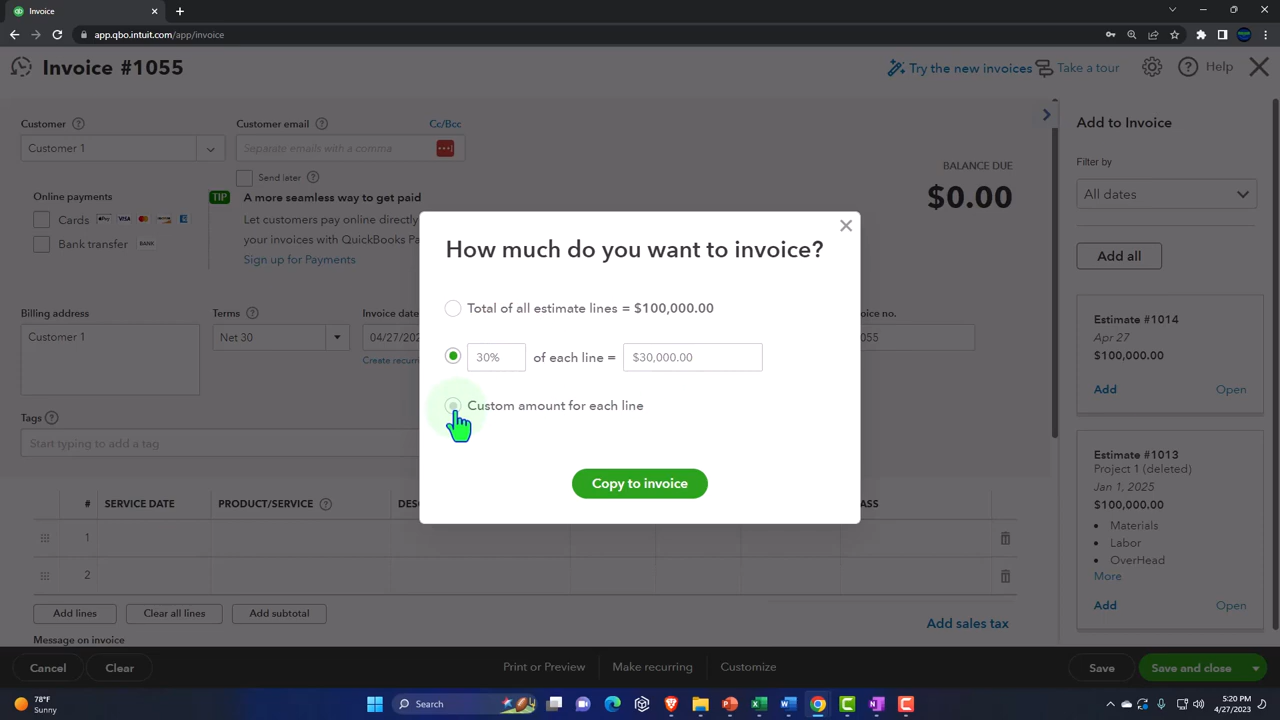 Invoice
app.qbo.intuit.com/app/invoice
Invoice #1055
Try the new invoices
Take a tour
Help
Customer
Customer 1
Customer email
Cc/Bcc
Separate emails with a comma
Send later
Online payments
Cards
Pay VISA
Bank transfer
BANK
TIP
A more seamless way to get paid
Let customers pay online directly
your invoices with QuickBooks Pa
Sign up for Payments
BALANCE DUE
$0.00
How much do you want to invoice?
Total of all estimate lines = $100,000.00
30% of each line = $30,000.00
Custom amount for each line
Copy to invoice
Billing address
Customer 1
Terms
Net 30
Invoice date
04/27/202
Create recurr
Invoice no.
055
Tags
Start typing to add a tag
# SERVICE DATE PRODUCT/SERVICE DESC
ASS
1
2
Add lines
Clear all lines
Add subtotal
Message on invoice
Add sales tax
Add to Invoice
Filter by
All dates
Add all
Estimate #1014
Apr 27
$100,000.00
Add
Open
Estimate #1013
Project 1 (deleted)
Jan 1, 2025
$100,000.00
Materials
Labor
OverHead
More
Add
Open
Cancel
Clear
Print or Preview
Make recurring
Customize
Save
Save and close
78°F
Sunny
Search
5:20 PM
4/27/2023